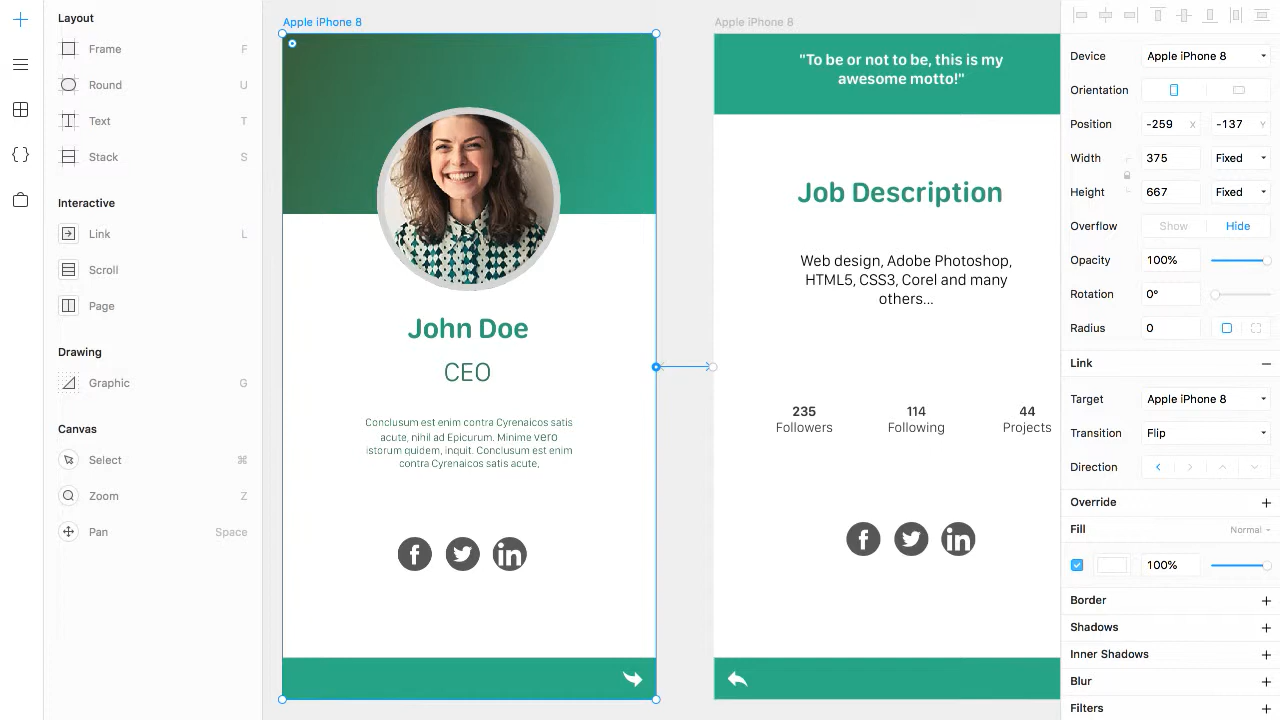 Layout
Frame F
Round U
Text T
Stack S
Interactive
Link L
Scroll
Page
Drawing
Graphic G
Canvas
Select ⌘
Zoom Z
Pan Space
Apple iPhone 8
John Doe
CEO
Conclusum est enim contra Cyrenaicos satis
acute, nihil ad Epicurum. Minime vero
istorum quidem, inquit. Conclusum est enim
contra Cyrenaicos satis acute,
f
in
Apple iPhone 8
"To be or not to be, this is my
awesome motto!"
Job Description
Web design, Adobe Photoshop,
HTML5, CSS3, Corel and many
others...
235 114 44
Followers Following Projects
f
in
Device Apple iPhone 8
Orientation
Position -259 X -137 Y
Width 375 Fixed
Height 667 Fixed
Overflow Show Hide
Opacity 100%
Rotation 0°
Radius 0
Link
Target Apple iPhone 8
Transition Flip
Direction
Override
Fill Normal
100%
Border
Shadows
Inner Shadows
Blur
Filters